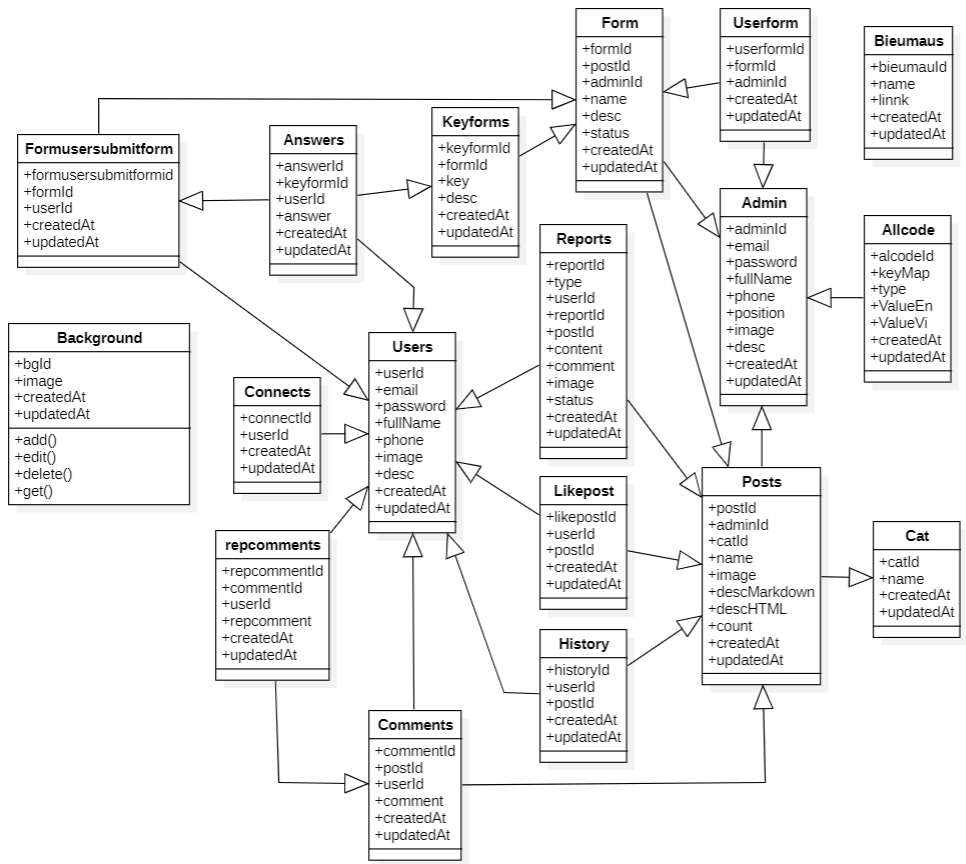 Form
+formId
+postId
+adminId
+name
+desc
+status
+createdAt
+updatedAt
Userform
+userformId
+formId
+adminId
+createdAt
+updatedAt
Bieumaus
+bieumauId
+name
+linnk
+createdAt
+updatedAt
Formusersubmitform
+formusersubmitformid
+formId
+userId
+createdAt
+updatedAt
Answers
+answerId
+keyformId
+userId
+answer
+createdAt
+updatedAt
Keyforms
+keyformId
+formId
+key
+desc
+createdAt
+updatedAt
Reports
+reportId
+type
+userId
+reportId
+postId
+content
+comment
+image
+status
+createdAt
+updatedAt
Admin
+adminId
+email
+password
+fullName
+phone
+position
+image
+desc
+createdAt
+updatedAt
Allcode
+alcodeId
+keyMap
+type
+ValueEn
+ValueVi
+createdAt
+updatedAt
Background
+bgId
+image
+createdAt
+updatedAt
+add()
+edit()
+delete()
+get()
Connects
+connectId
+userId
+createdAt
+updatedAt
Users
+userId
+email
+password
+fullName
+phone
+image
+desc
+createdAt
+updatedAt
Likepost
+likepostId
+userId
+postId
+createdAt
+updatedAt
Posts
+postId
+adminId
+catId
+name
+image
+descMarkdown
+descHTML
+count
+createdAt
+updatedAt
Cat
+catId
+name
+createdAt
+updatedAt
repcomments
+repcommentId
+commentId
+userId
+repcomment
+createdAt
+updatedAt
History
+historyId
+userId
+postId
+createdAt
+updatedAt
Comments
+commentId
+postId
+userId
+comment
+createdAt
+updatedAt